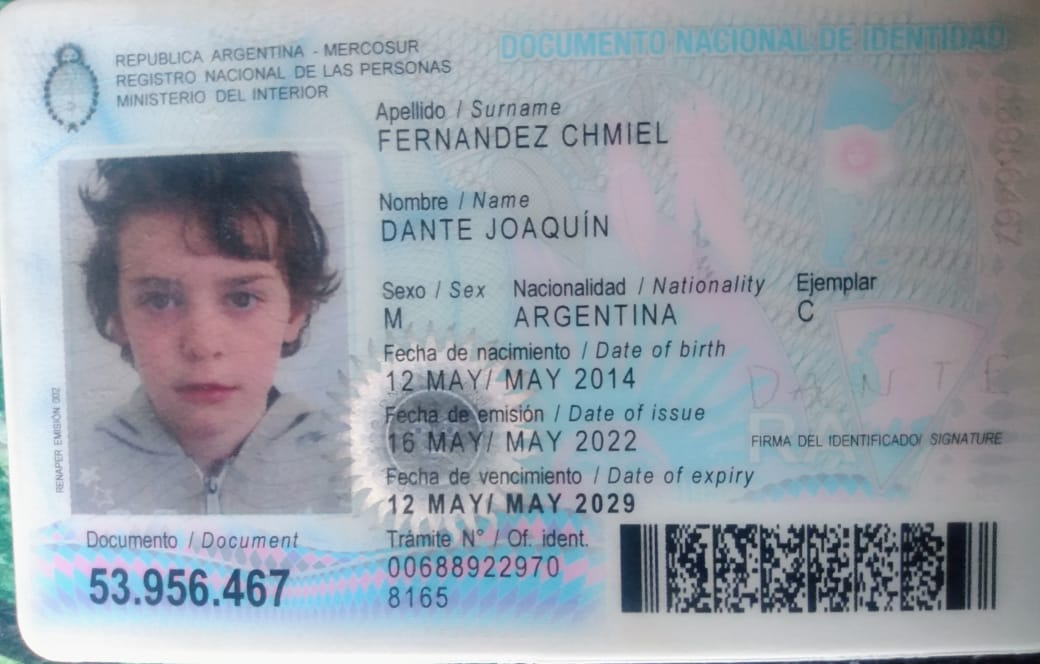 REPUBLICA ARGENTINA - MERCOSUR
REGISTRO NACIONAL DE LAS PERSONAS
MINISTERIO DEL INTERIOR
DOCUMENTO NACIONAL DE IDENTIDAD
Apellido / Surname
FERNANDEZ CHMIEL
Nombre / Name
DANTE JOAQUÍN
Sexo / Sex Nacionalidad / Nationality Ejemplar
M ARGENTINA C
Fecha de nacimiento / Date of birth
12 MAY/ MAY 2014
Fecha de emisión / Date of issue
16 MAY/ MAY 2022
Fecha de vencimiento / Date of expiry
12 MAY/ MAY 2029
DANTE
RA
FIRMA DEL IDENTIFICADO/ SIGNATURE
RENAPER EMISIÓN 002
Documento / Document
53.956.467
Trámite N° / Of. ident.
00688922970
8165